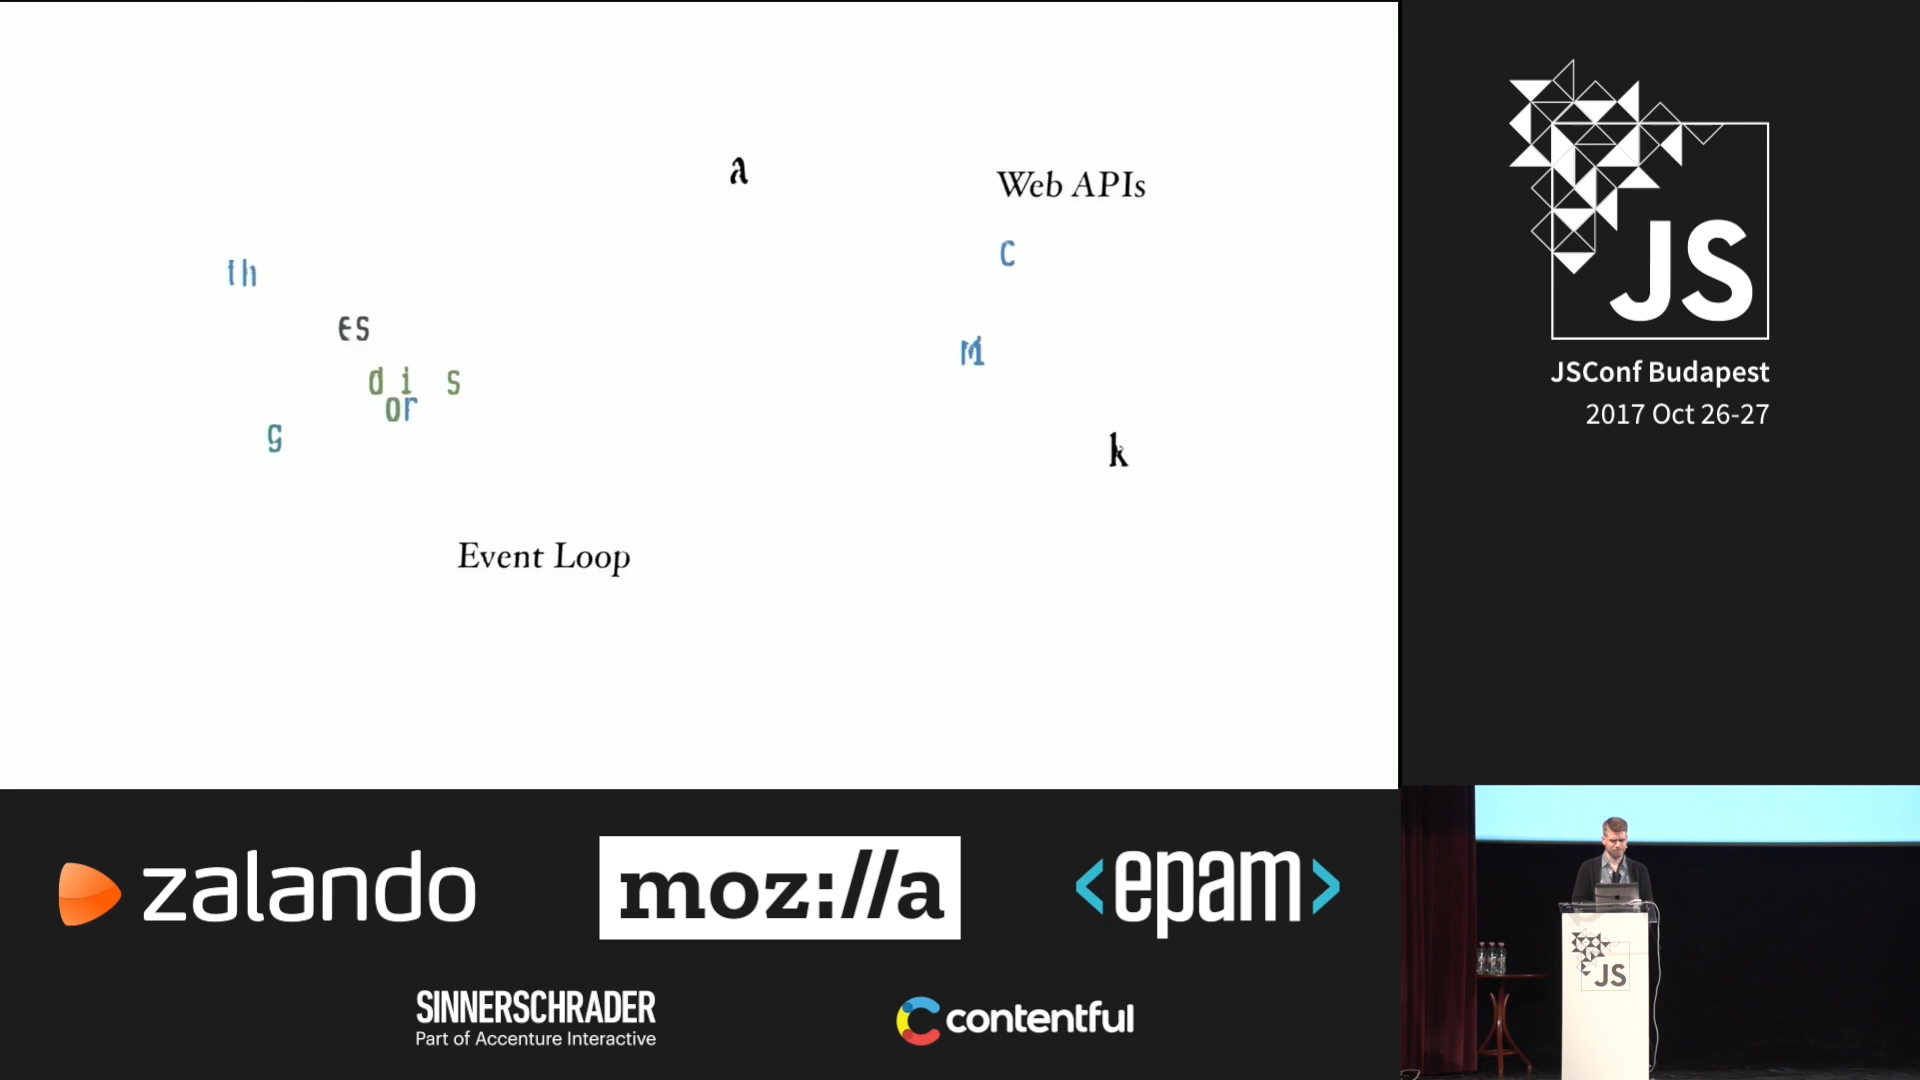 a
Web APIs
c
th
es
M
d i s
or
g
k
Event Loop
JS
JSConf Budapest
2017 Oct 26-27
zalando
moz://a
<epam>
JS
SINNERSCHRADER
Part of Accenture Interactive
contentful